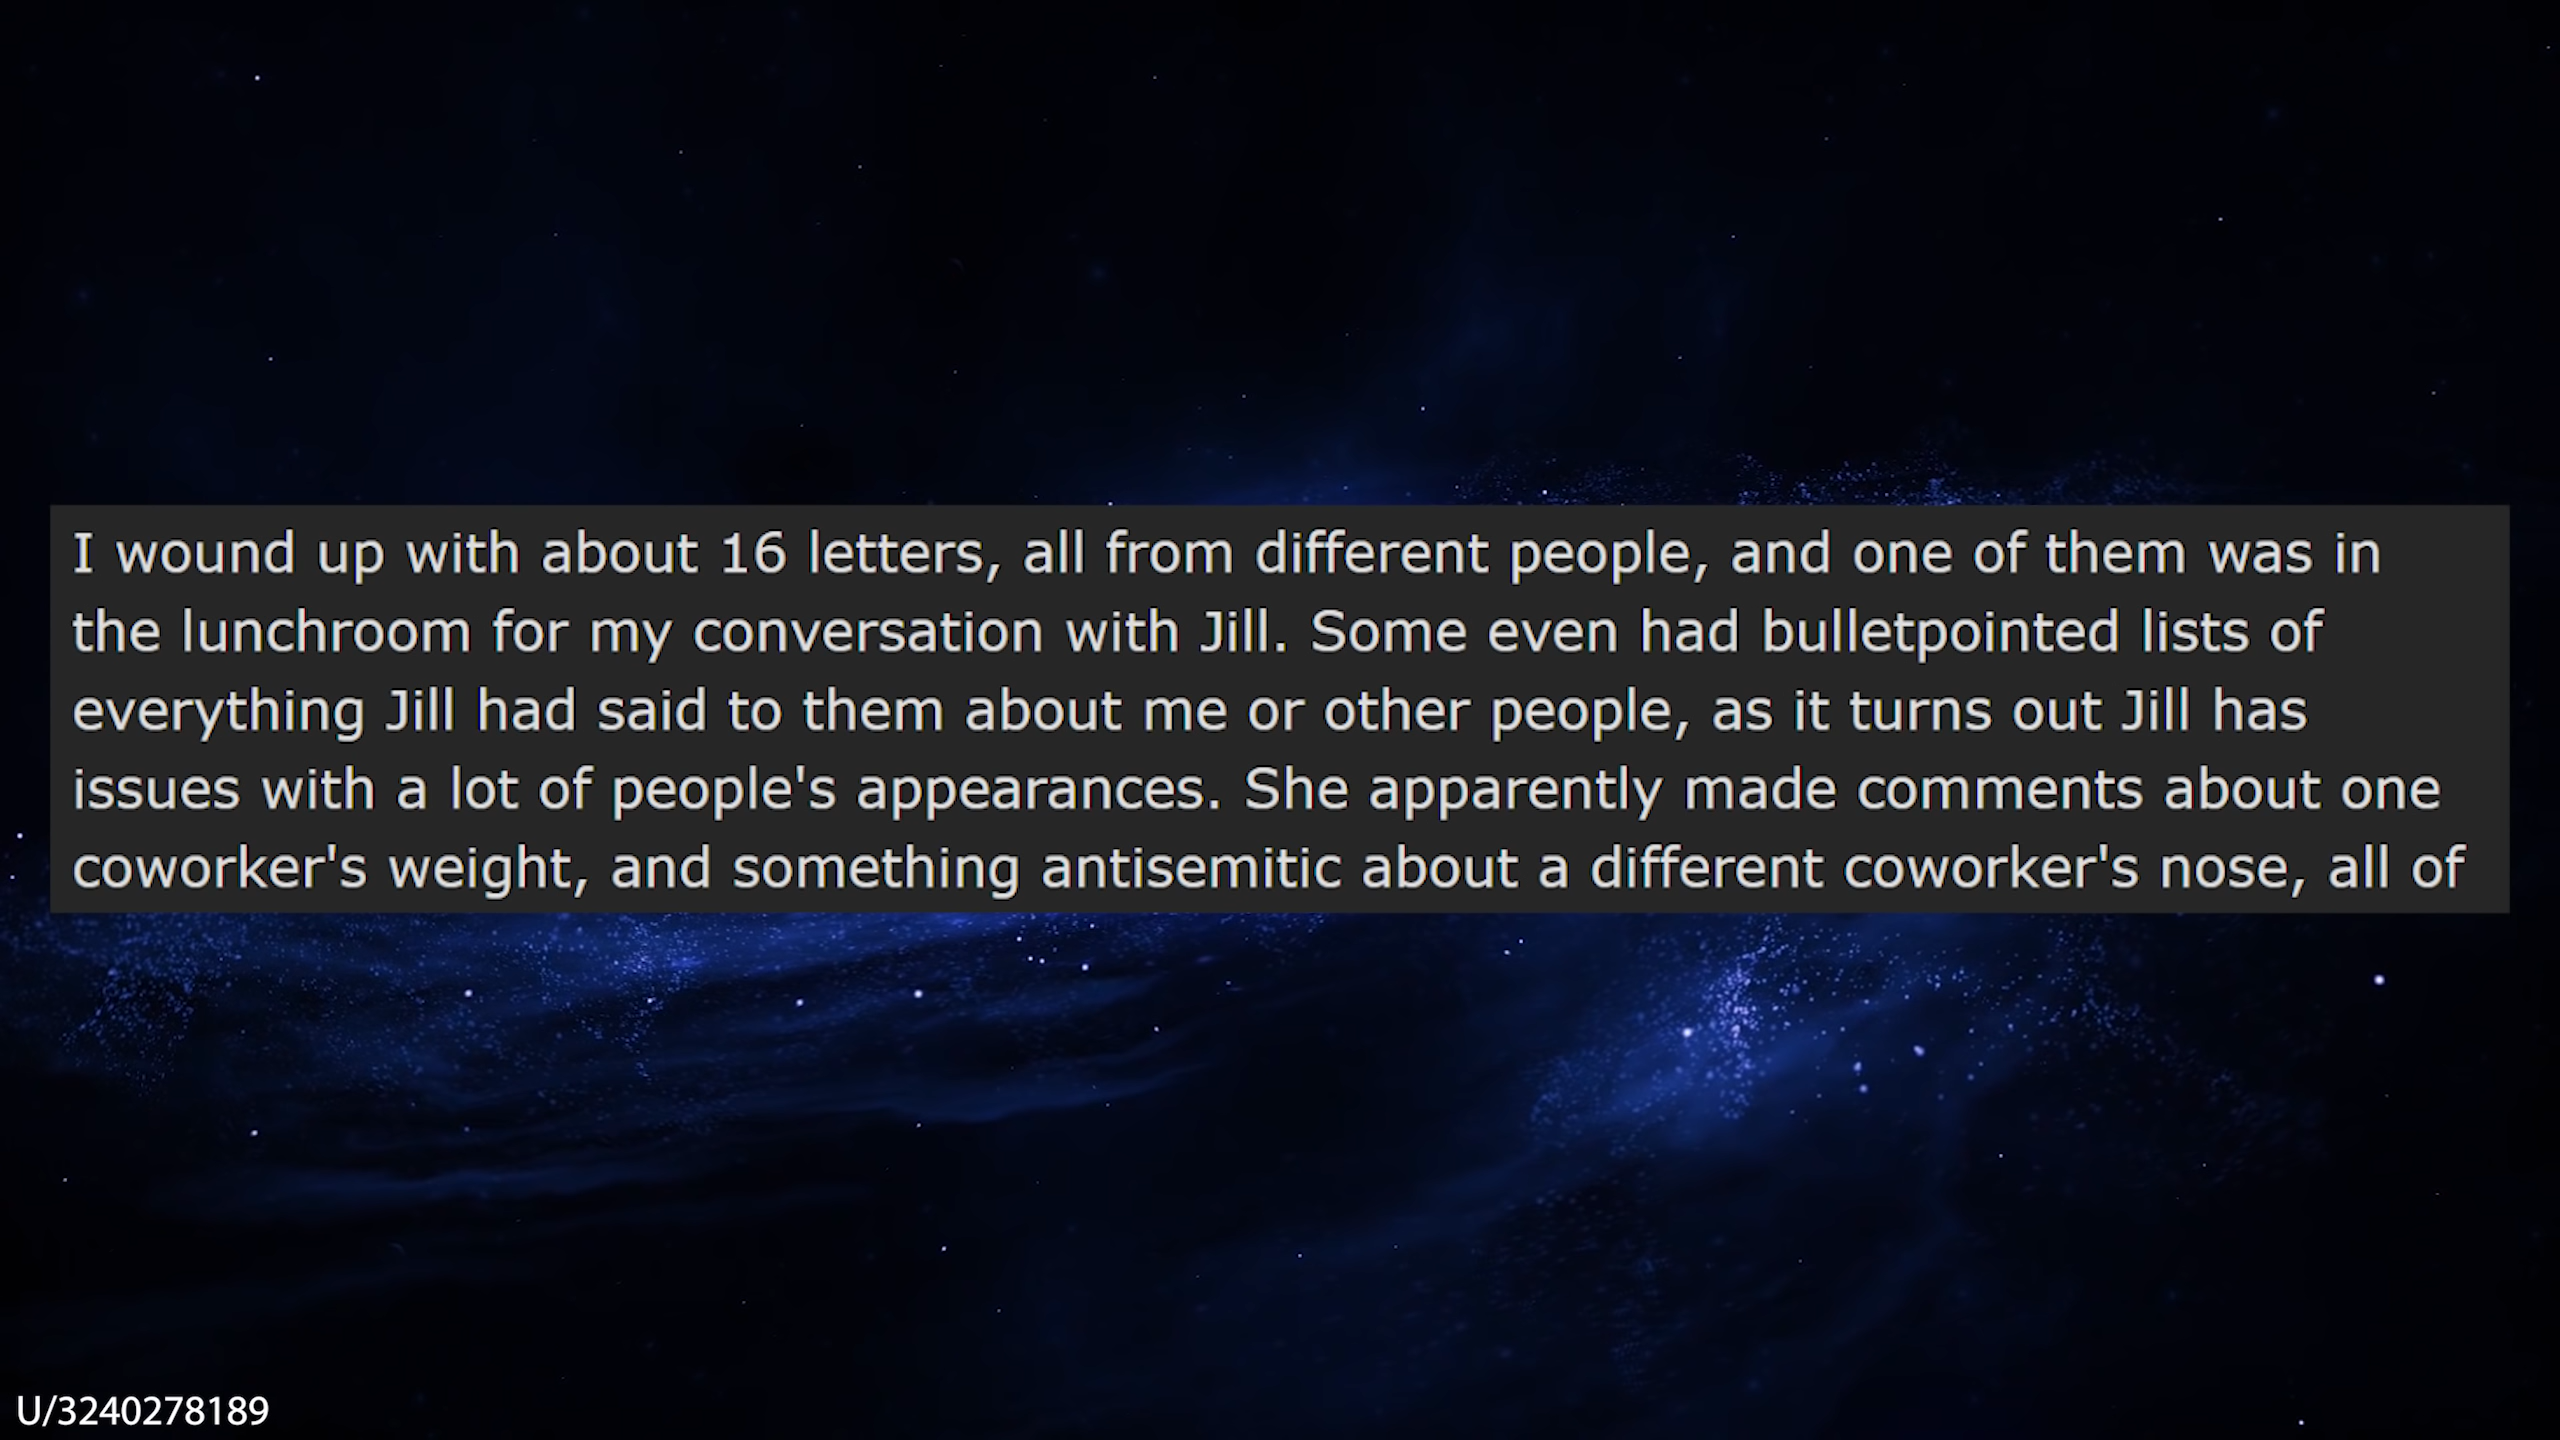 I wound up with about 16 letters, all from different people, and one of them was in
the lunchroom for my conversation with Jill. Some even had bulletpointed lists of
everything Jill had said to them about me or other people, as it turns out Jill has
issues with a lot of people's appearances. She apparently made comments about one
coworker's weight, and something antisemitic about a different coworker's nose, all of
U/3240278189